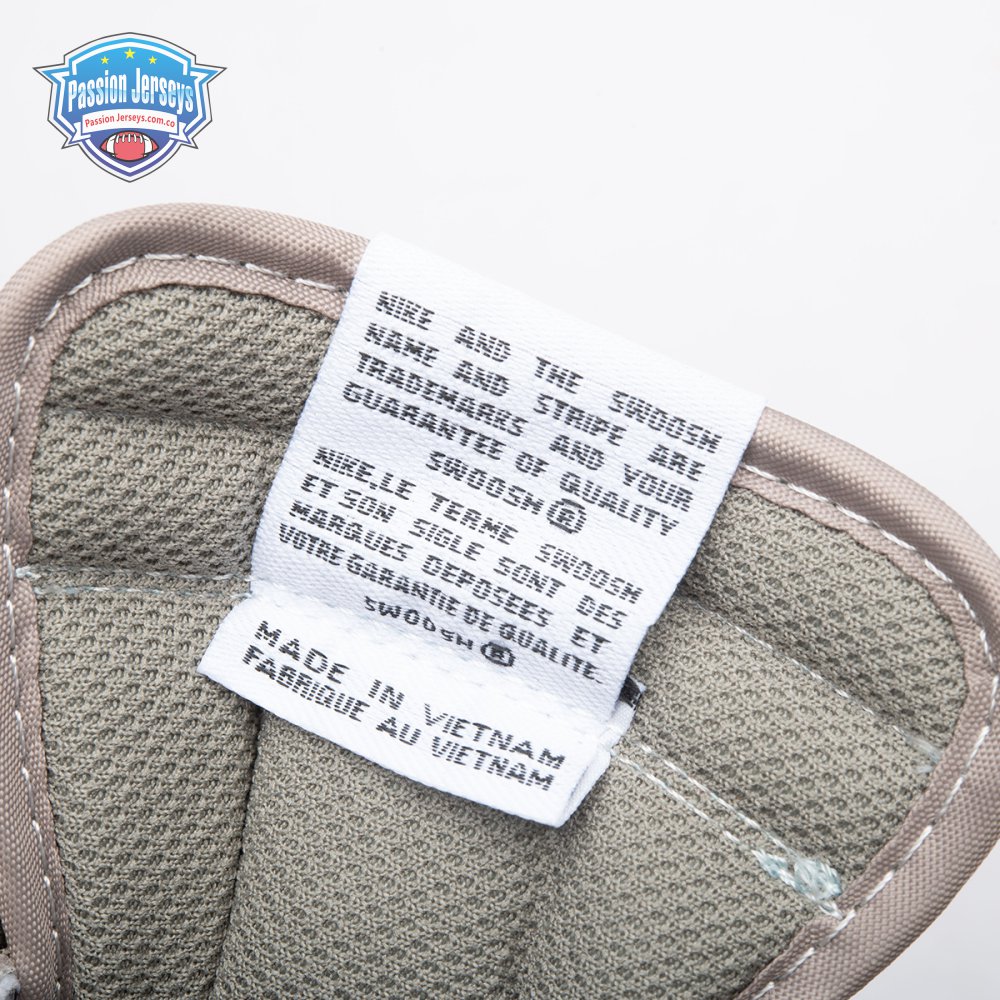 Passion Jerseys
Passion Jerseys.com.co
NIKE AND THE SWOOSH
NAME AND STRIPE ARE
TRADEMARKS AND YOUR
GUARANTEE OF QUALITY
SWOOSH ®
NIKE,LE TERME SWOOSH
ET SON SIGLE SONT DES
MARQUES DEPOSEES ET
VOTRE GARANTIE DE QUALITE.
SWOOSH ®
MADE IN VIETNAM
FABRIQUE AU VIETNAM